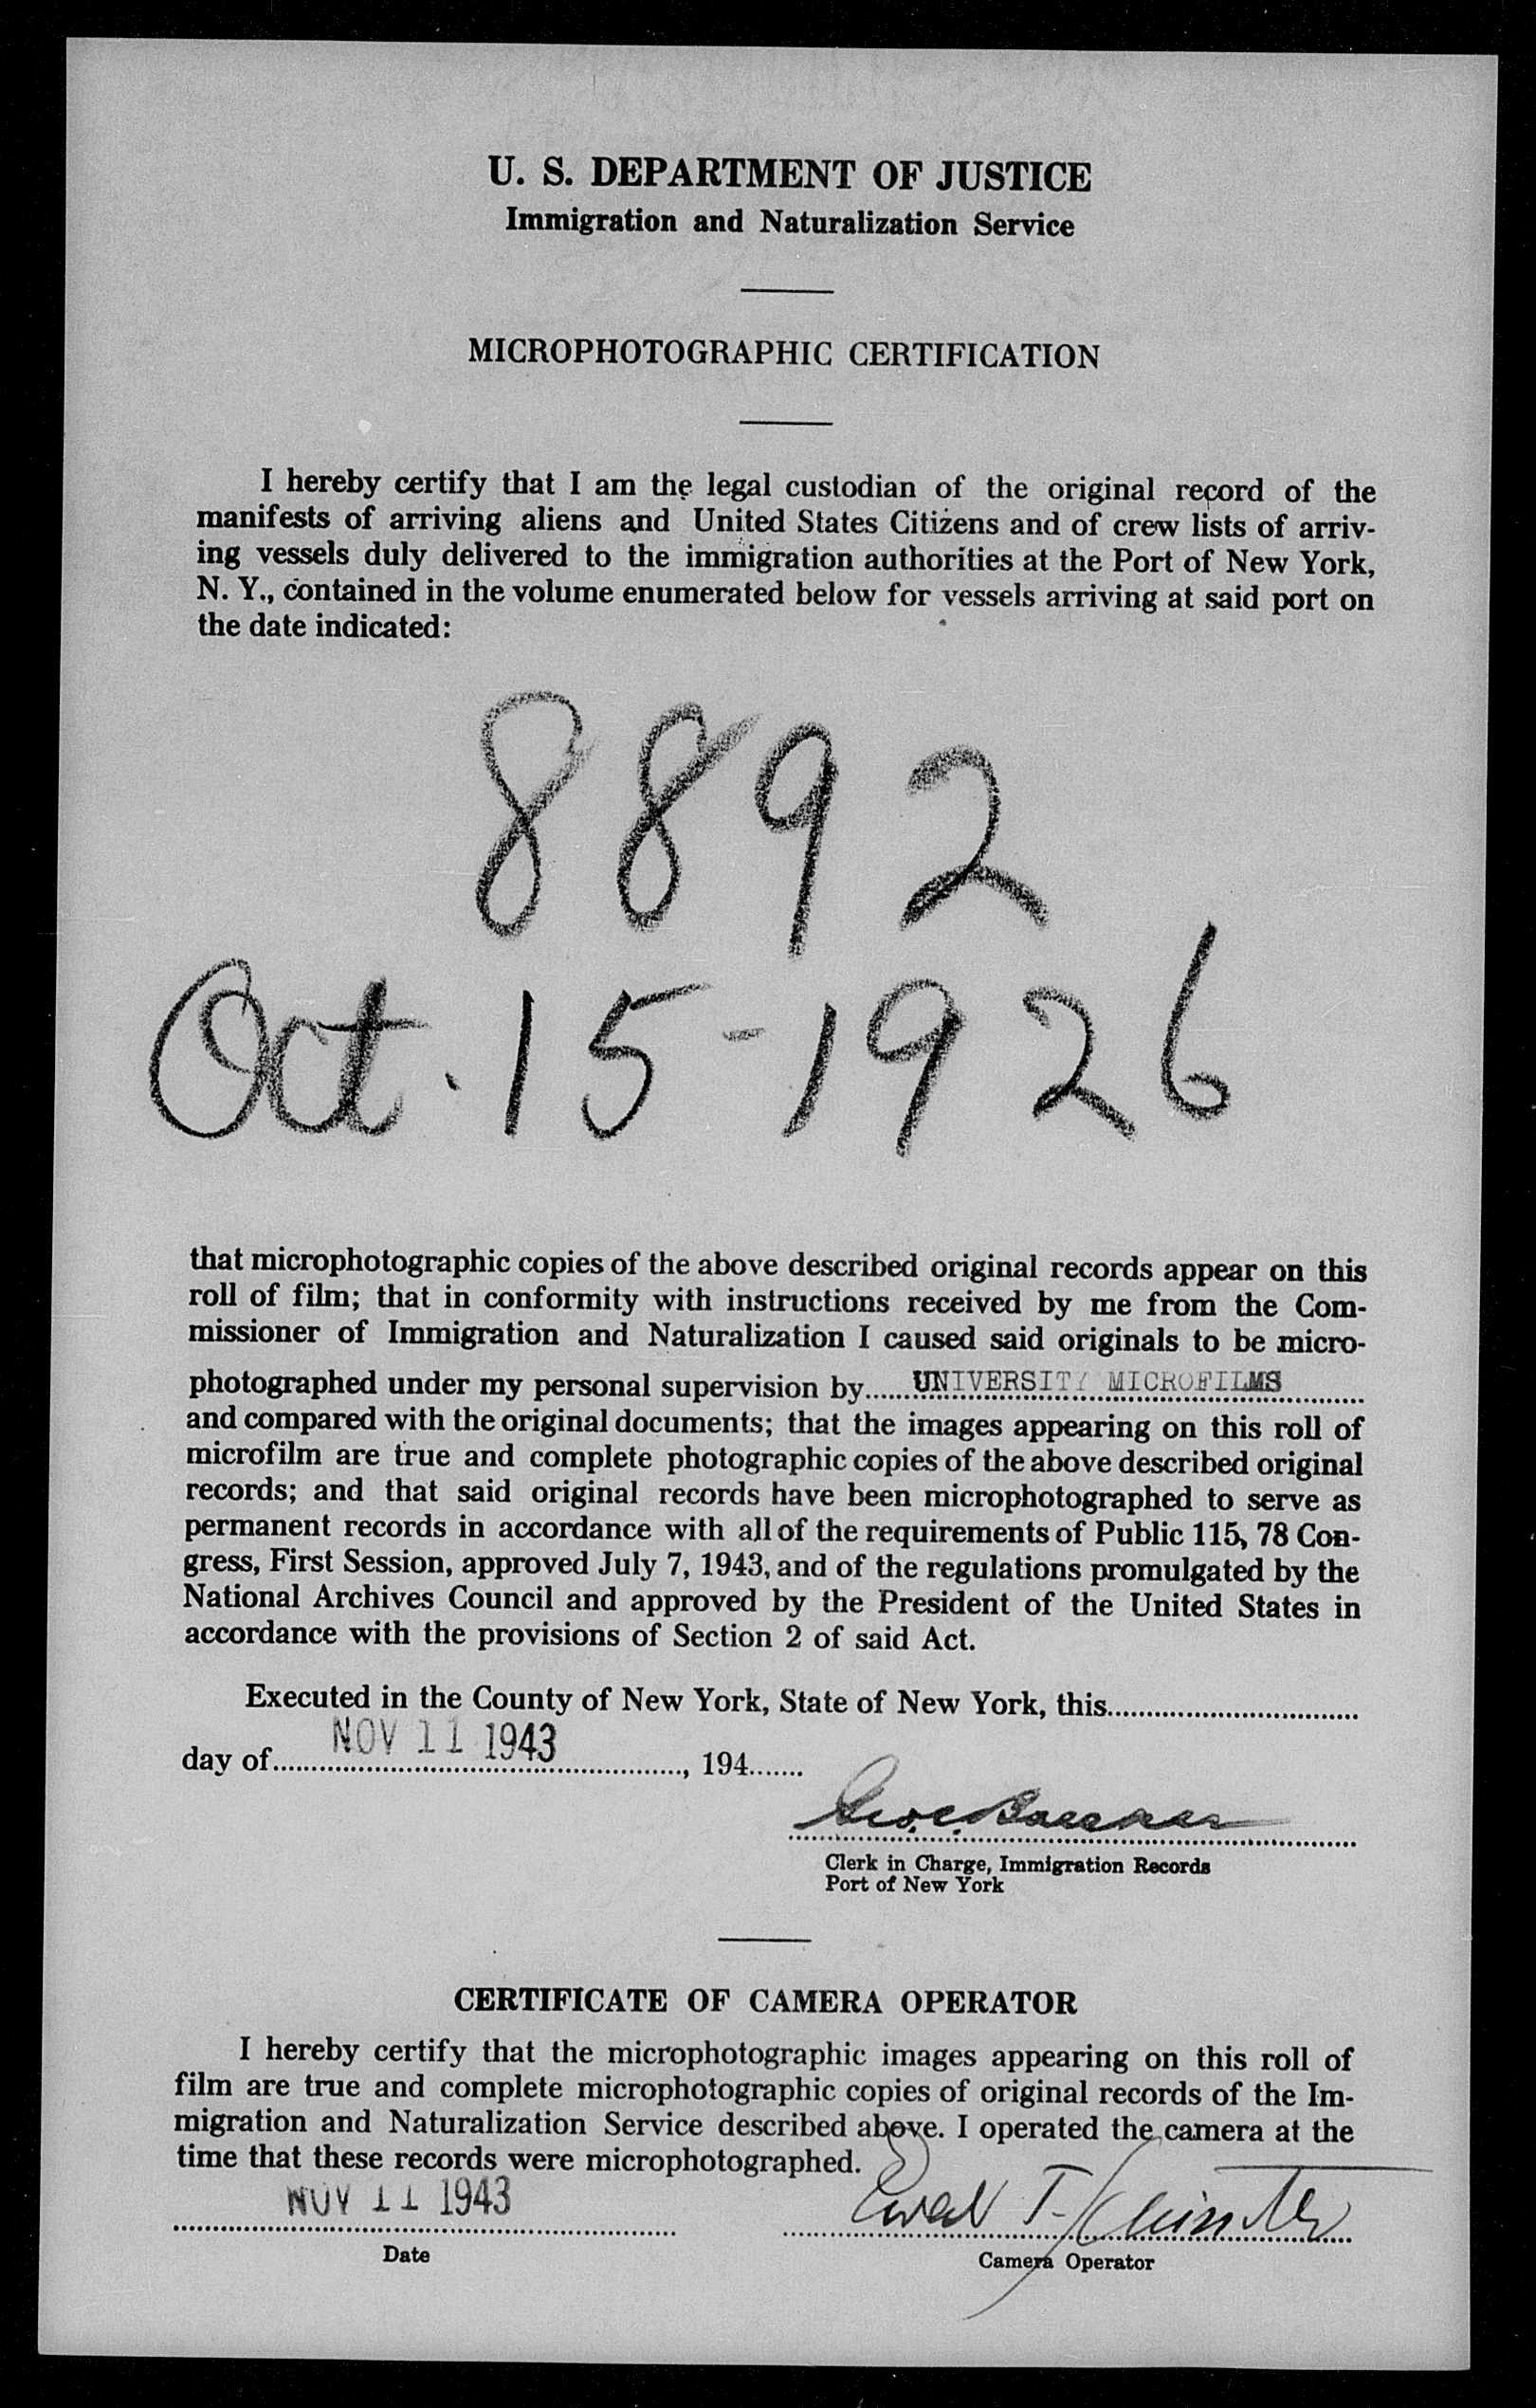 U. S. DEPARTMENT OF JUSTICE
Immigration and Naturalization Service
MICROPHOTOGRAPHIC CERTIFICATION
I hereby certify that I am the legal custodian of the original record of the
manifests of arriving aliens and United States Citizens and of crew lists of arriv-
ing vessels duly delivered to the immigration authorities at the Port of New York,
N. Y., contained in the volume enumerated below for vessels arriving at said port on
the date indicated:
8892
Oct. 15-1926
that microphotographic copies of the above described original records appear on this
roll of film; that in conformity with instructions received by me from the Com-
missioner of Immigration and Naturalization I caused said originals to be micro-
photographed under my personal supervision by......UNIVERSITY MICROFILMS
and compared with the original documents; that the images appearing on this roll of
microfilm are true and complete photographic copies of the above described original
records; and that said original records have been microphotographed to serve as
permanent records in accordance with all of the requirements of Public 115, 78 Con-
gress, First Session, approved July 7, 1943, and of the regulations promulgated by the
National Archives Council and approved by the President of the United States in
accordance with the provisions of Section 2 of said Act.
Executed in the County of New York, State of New York, this
day of NOV 11 1943, 194
Clerk in Charge, Immigration Records
Port of New York
CERTIFICATE OF CAMERA OPERATOR
I hereby certify that the microphotographic images appearing on this roll of
film are true and complete microphotographic copies of original records of the Im-
migration and Naturalization Service described above. I operated the camera at the
time that these records were microphotographed.
NOV 11 1943
Date
Camera Operator